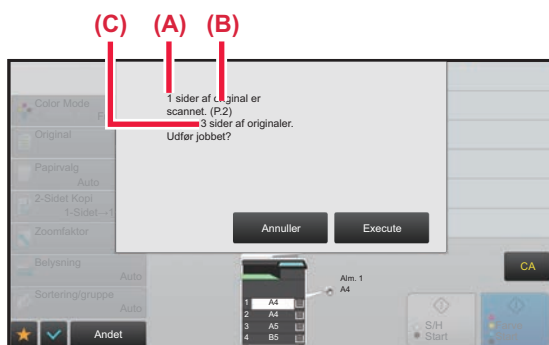 (C) (A) (B)
1 sider af original er
scannet. (P.2)
3 sider af originaler.
Udfør jobbet?
Annuller Execute
Color Mode
Original
Papirvalg
Auto
2-Sidet Kopi
1-Sidet→1
Zoomfaktor
Belysning
Auto
Sortering/gruppe
Auto
Andet
Alm. 1
A4
1 A4
2 A4
3 A5
4 B5
CA
S/H
Start